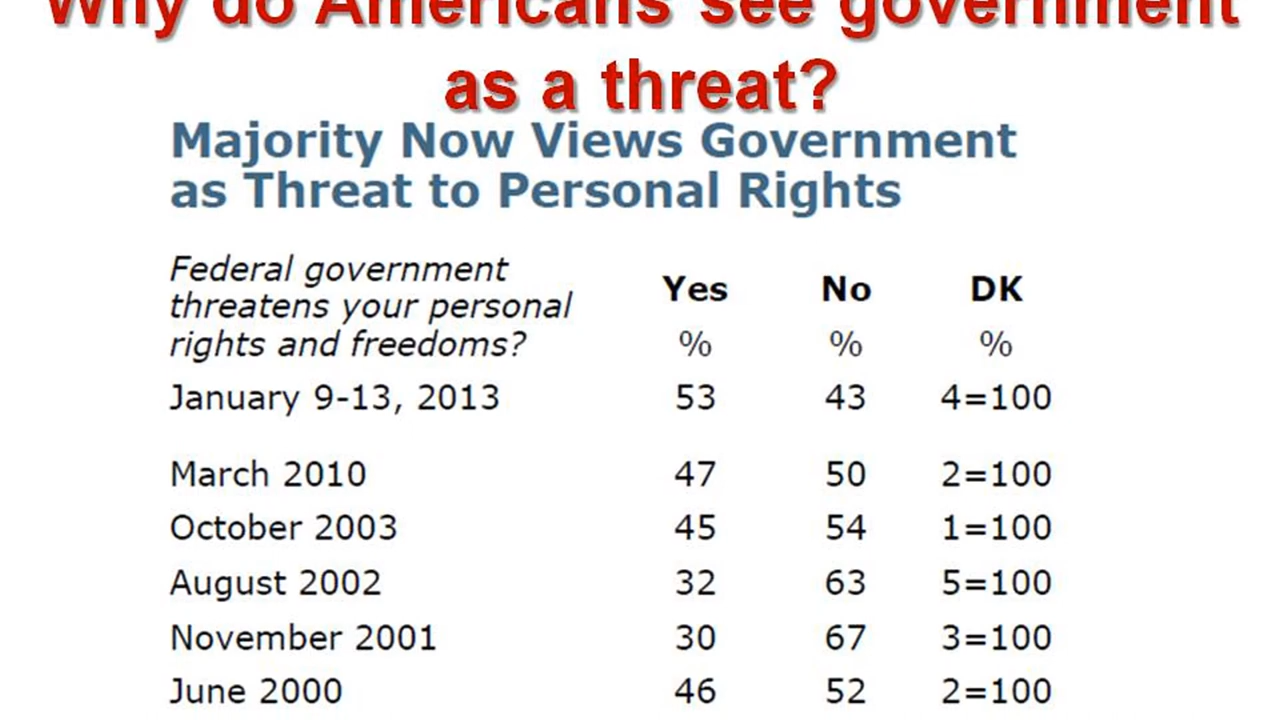 Why do Americans see government
as a threat?
Majority Now Views Government
as Threat to Personal Rights
Federal government
threatens your personal
rights and freedoms?
Yes No DK
% % %
January 9-13, 2013 53 43 4=100
March 2010 47 50 2=100
October 2003 45 54 1=100
August 2002 32 63 5=100
November 2001 30 67 3=100
June 2000 46 52 2=100